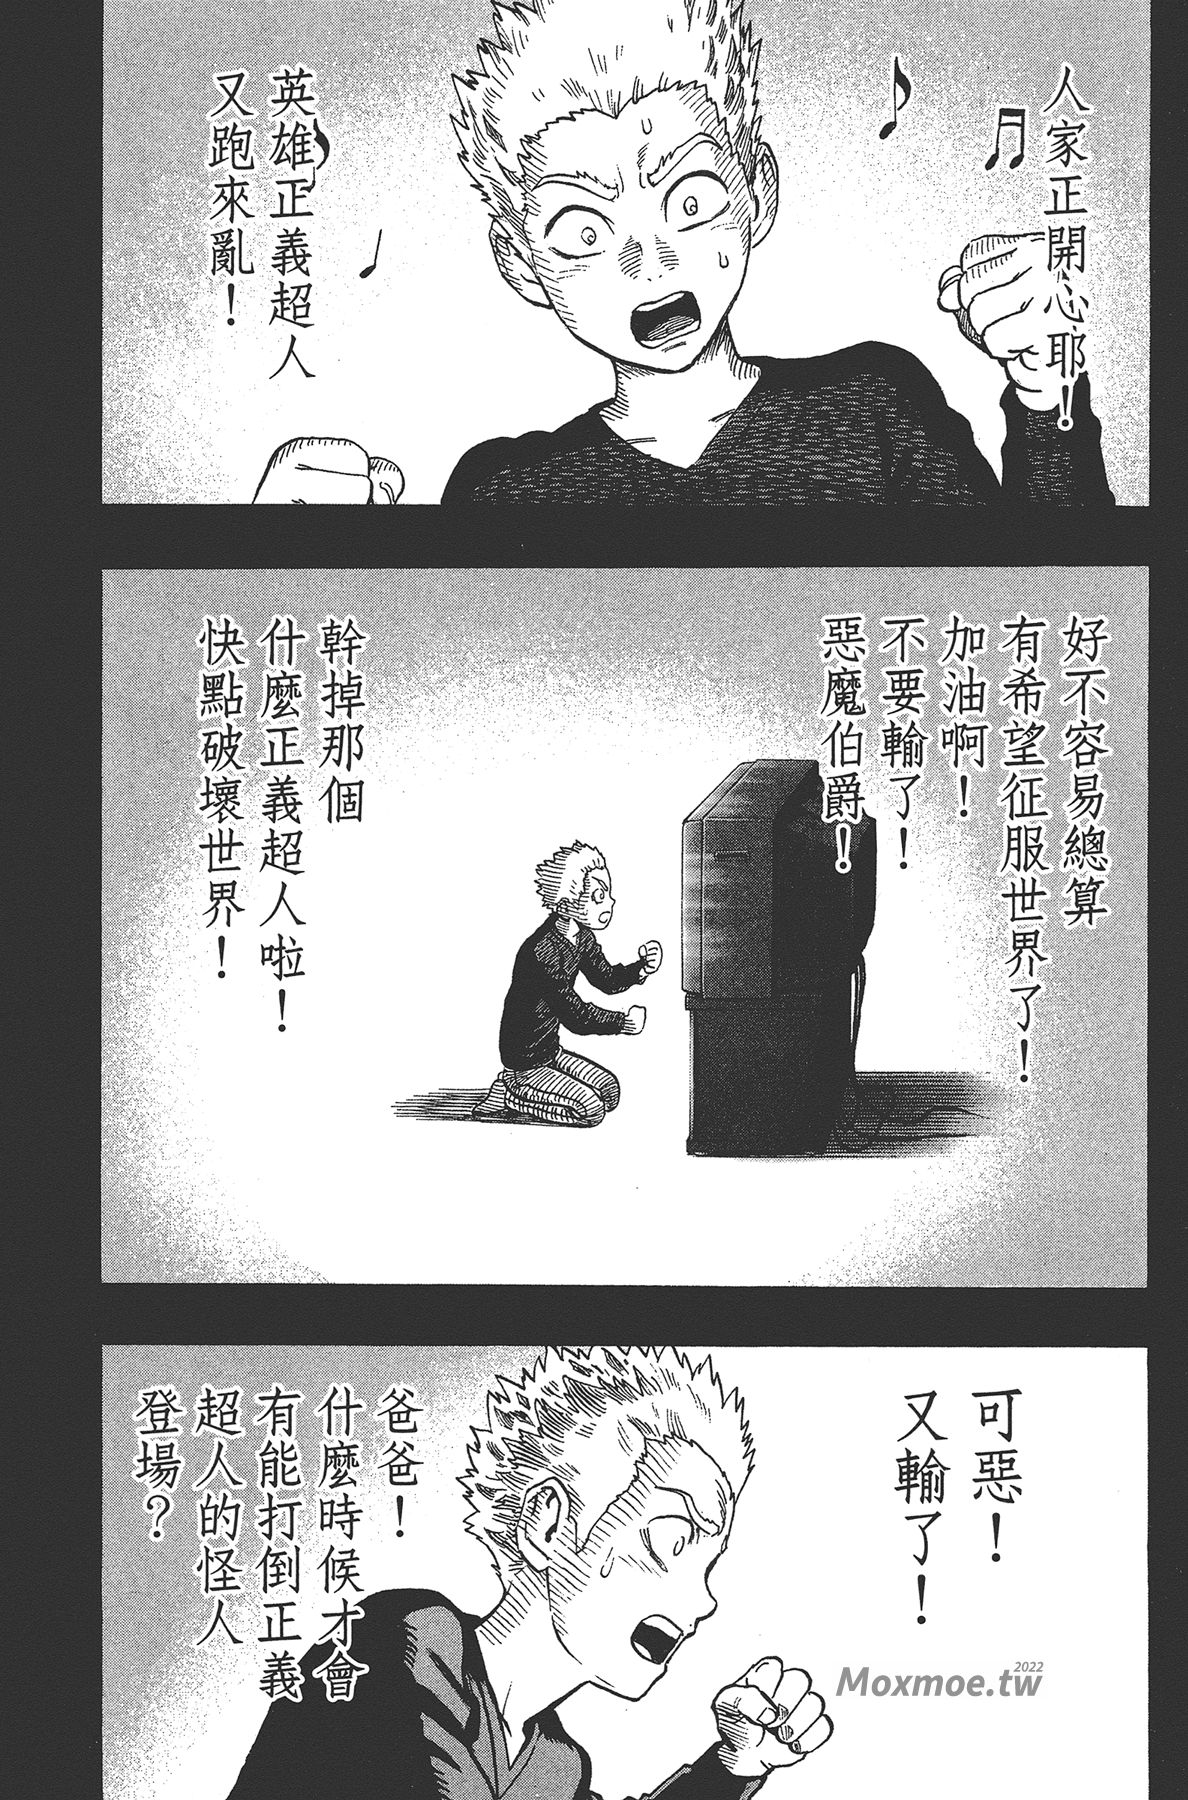 人家正開心耶！
英雄正義超人
又跑來亂！
好不容易總算
有希望征服世界了！
加油啊！
不要輸了！
惡魔伯爵！
幹掉那個
什麼正義超人啦！
快點破壞世界！
可惡！
又輸了！
爸爸！
什麼時候才會
有能打倒正義
超人的怪人
登場？
Moxmoe.tw
2022